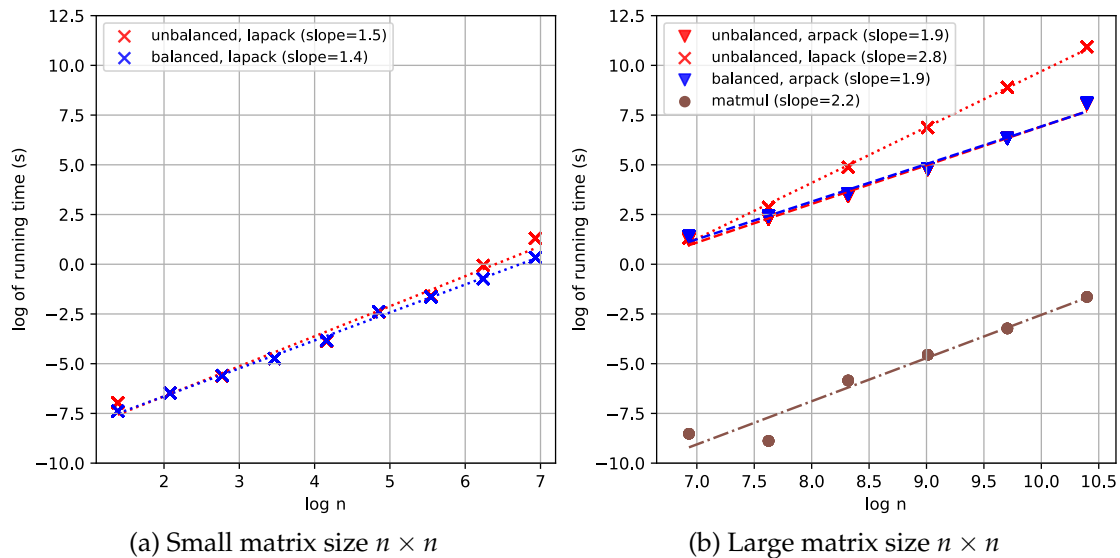 12.5
10.0
7.5
5.0
2.5
0.0
−2.5
−5.0
−7.5
−10.0
log of running time (s)
unbalanced, lapack (slope=1.5)
balanced, lapack (slope=1.4)
2
3
4
5
6
7
log n
(a) Small matrix size n × n
12.5
10.0
7.5
5.0
2.5
0.0
−2.5
−5.0
−7.5
−10.0
log of running time (s)
unbalanced, arpack (slope=1.9)
unbalanced, lapack (slope=2.8)
balanced, arpack (slope=1.9)
matmul (slope=2.2)
7.0
7.5
8.0
8.5
9.0
9.5
10.0
10.5
log n
(b) Large matrix size n × n